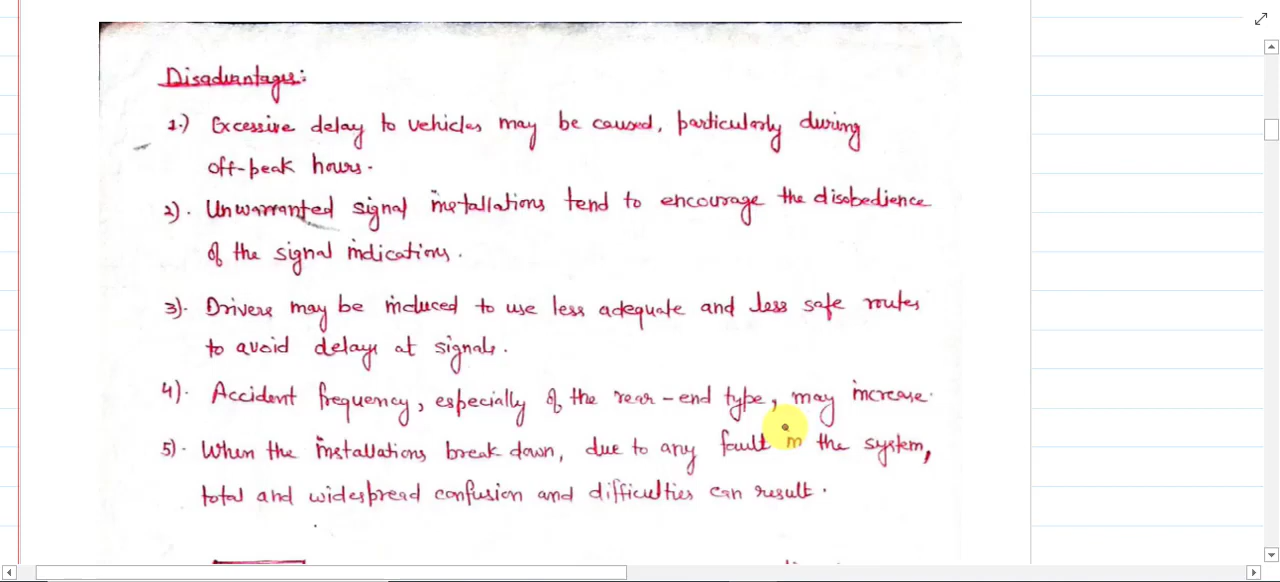 Disadvantages:
1.) Excessive delay to vehicles may be caused, particularly during
off-peak hours.
2). Unwarranted signal installations tend to encourage the disobedience
of the signal indications.
3). Drivers may be induced to use less adequate and less safe routes
to avoid delays at signals.
4). Accident frequency, especially of the rear-end type, may increase.
5). When the installations break down, due to any fault in the system,
total and widespread confusion and difficulties can result.